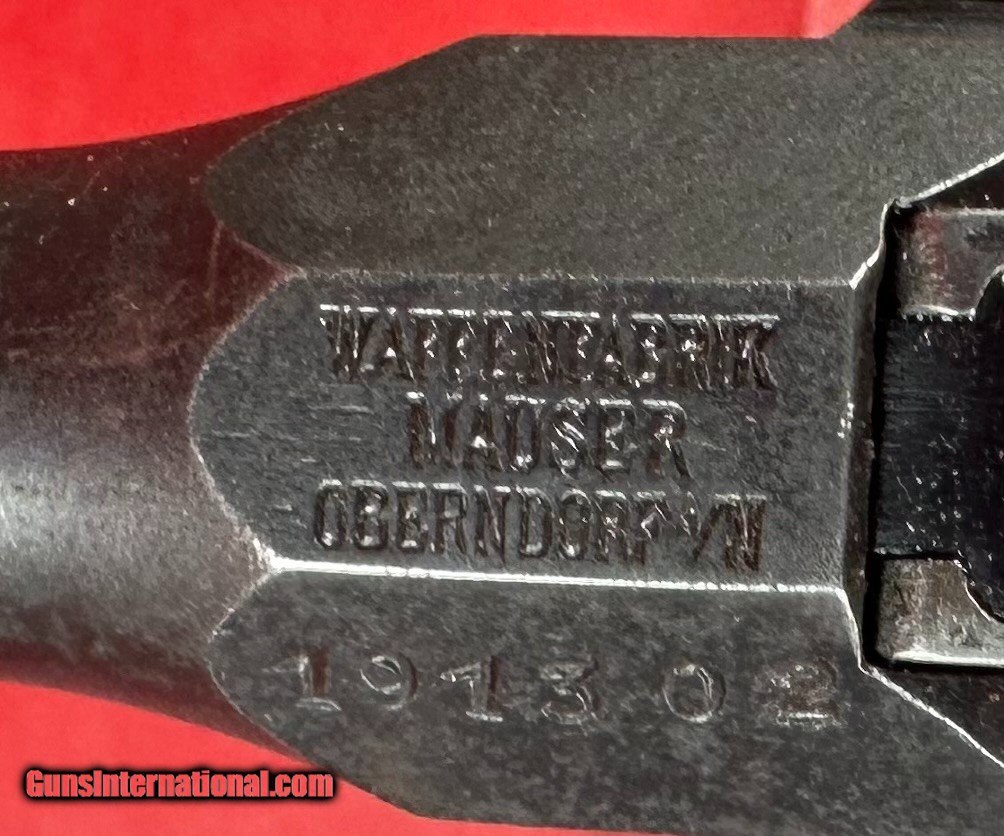 WAFFENFABRIK
MAUSER
OBERNDORF A/N
191302
GunsInternational.com